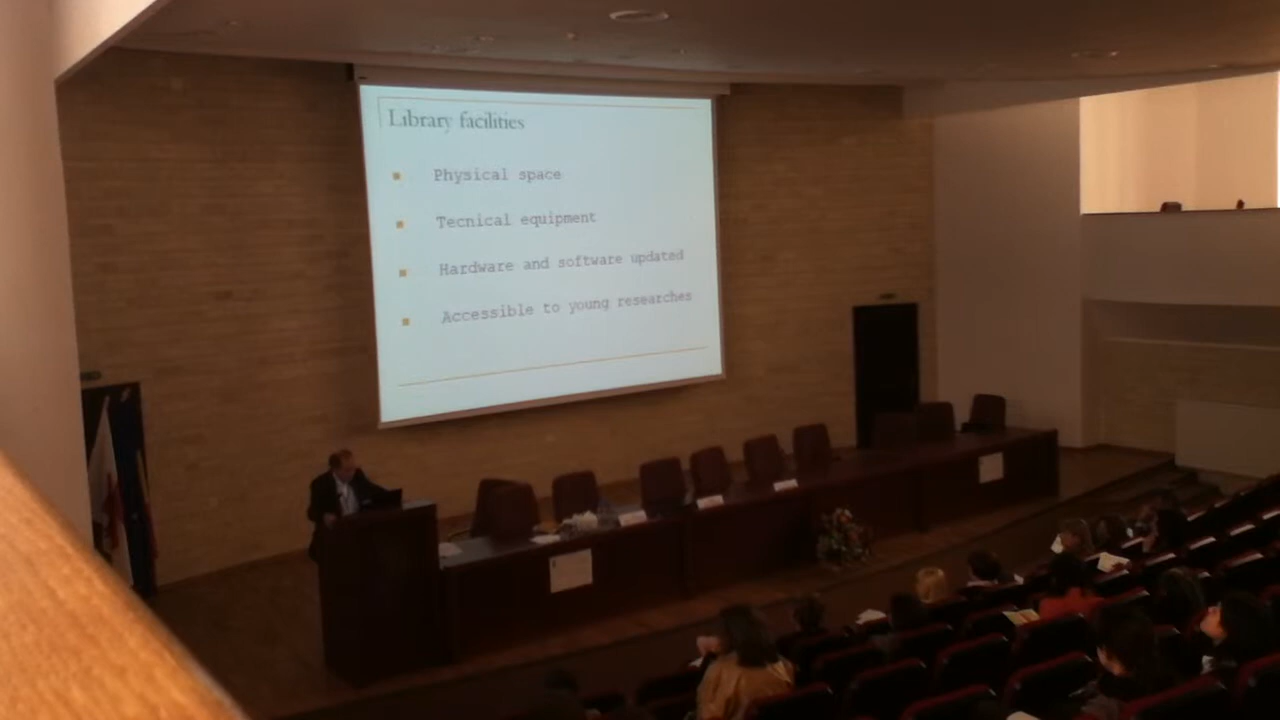 Library facilities
Physical space
Tecnical equipment
Hardware and software updated
Accessible to young researches